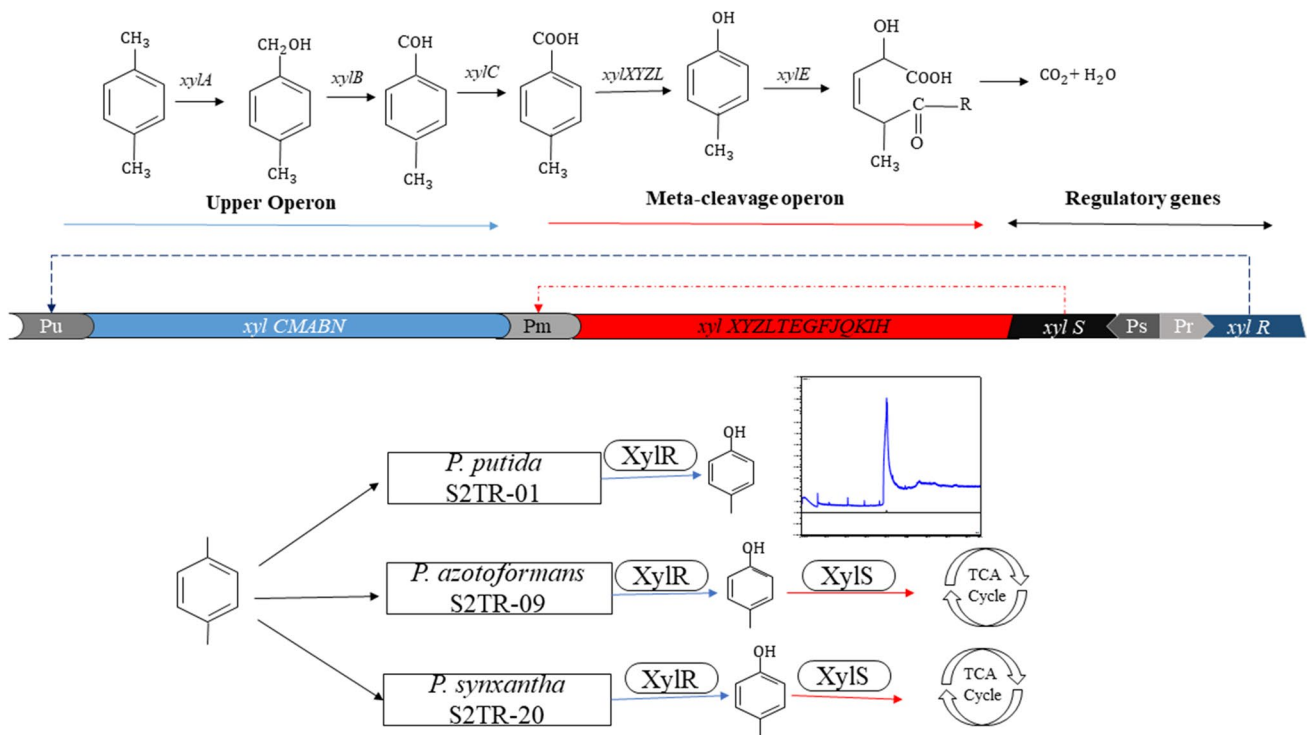 CH3
CH2OH
COH
COOH
OH
OH
COOH
C
R
O
CH3
xylA
xylB
xylC
xylXYZL
xylE
CO2 + H2O
CH3
CH3
CH3
CH3
CH3
Upper Operon
Meta-cleavage operon
Regulatory genes
Pu
xyl CMABN
Pm
xyl XYZLTEGFJQKIH
xyl S
Ps
Pr
xyl R
P. putida
S2TR-01
XylR
OH
P. azotoformans
S2TR-09
XylR
OH
XylS
TCA
Cycle
P. synxantha
S2TR-20
XylR
OH
XylS
TCA
Cycle